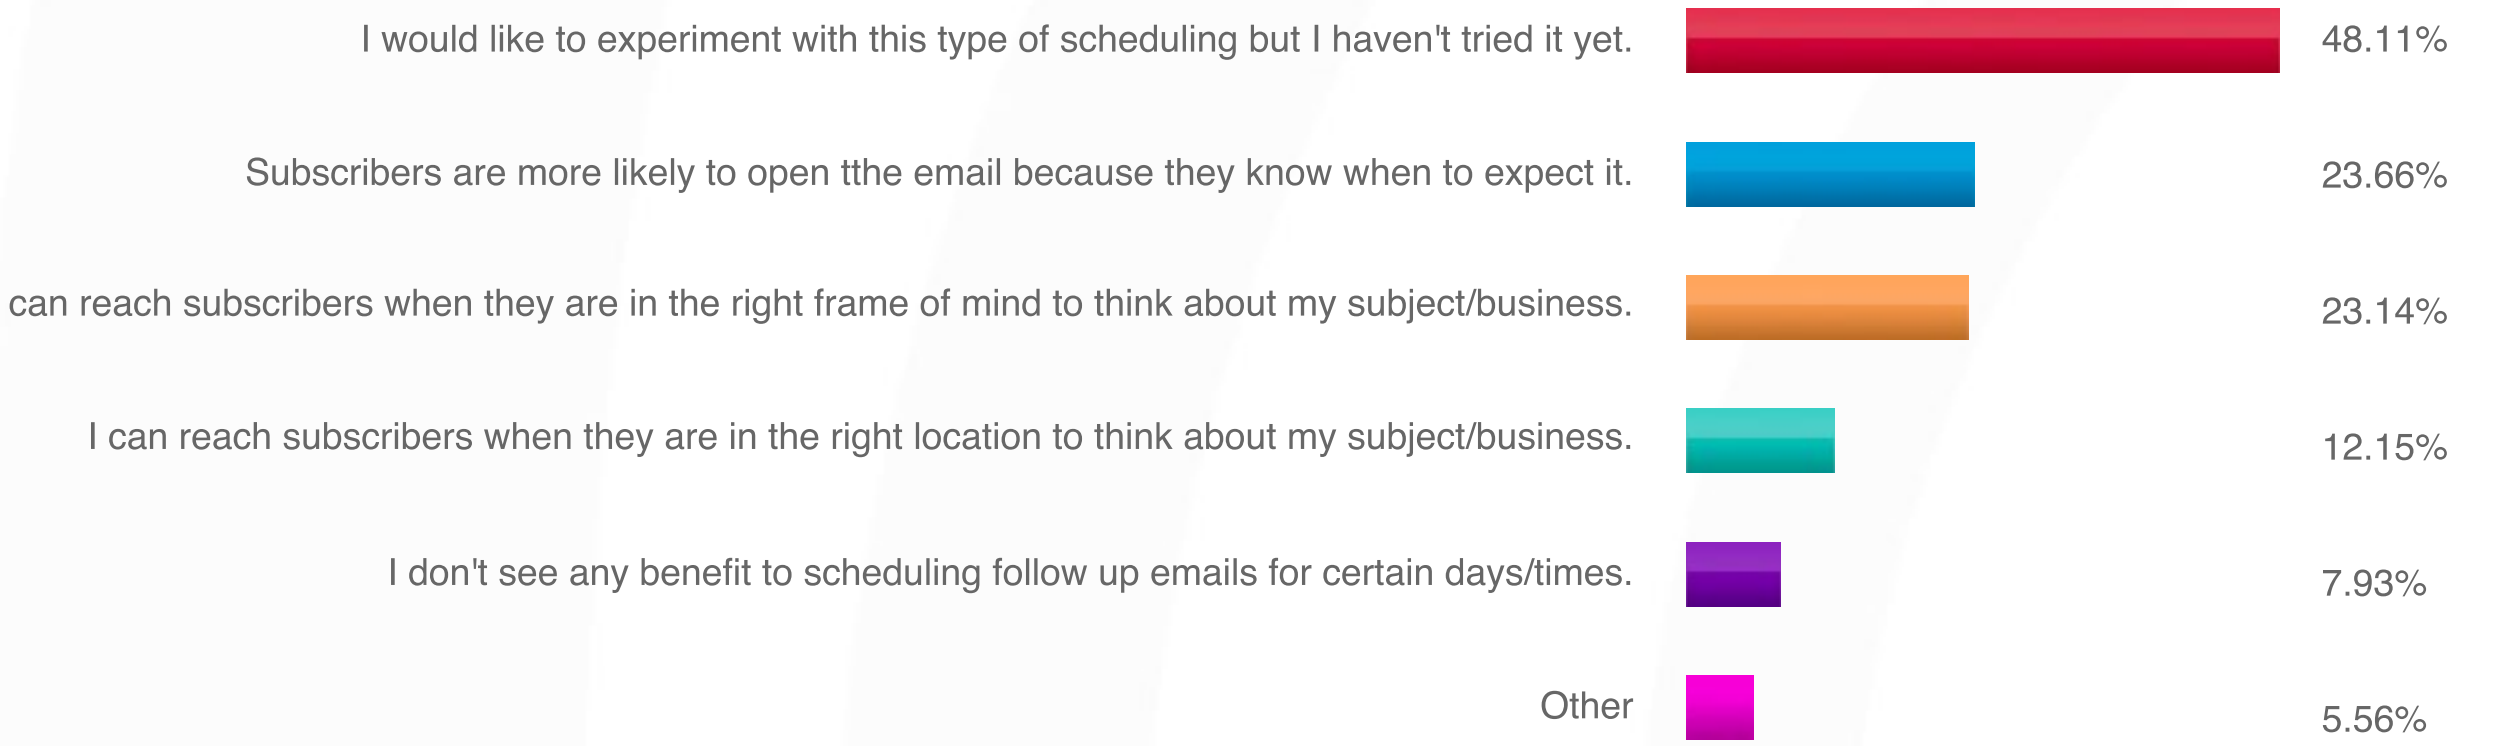 I would like to experiment with this type of scheduling but I haven't tried it yet. 48.11%
Subscribers are more likely to open tthe email because they know when to expect it. 23.66%
can reach subscribers when they are in the right frame of mind to think about my subject/business. 23.14%
I can reach subscribers when they are in the right location to think about my subject/business. 12.15%
I don't see any benefit to scheduling follow up emails for certain days/times. 7.93%
Other 5.56%